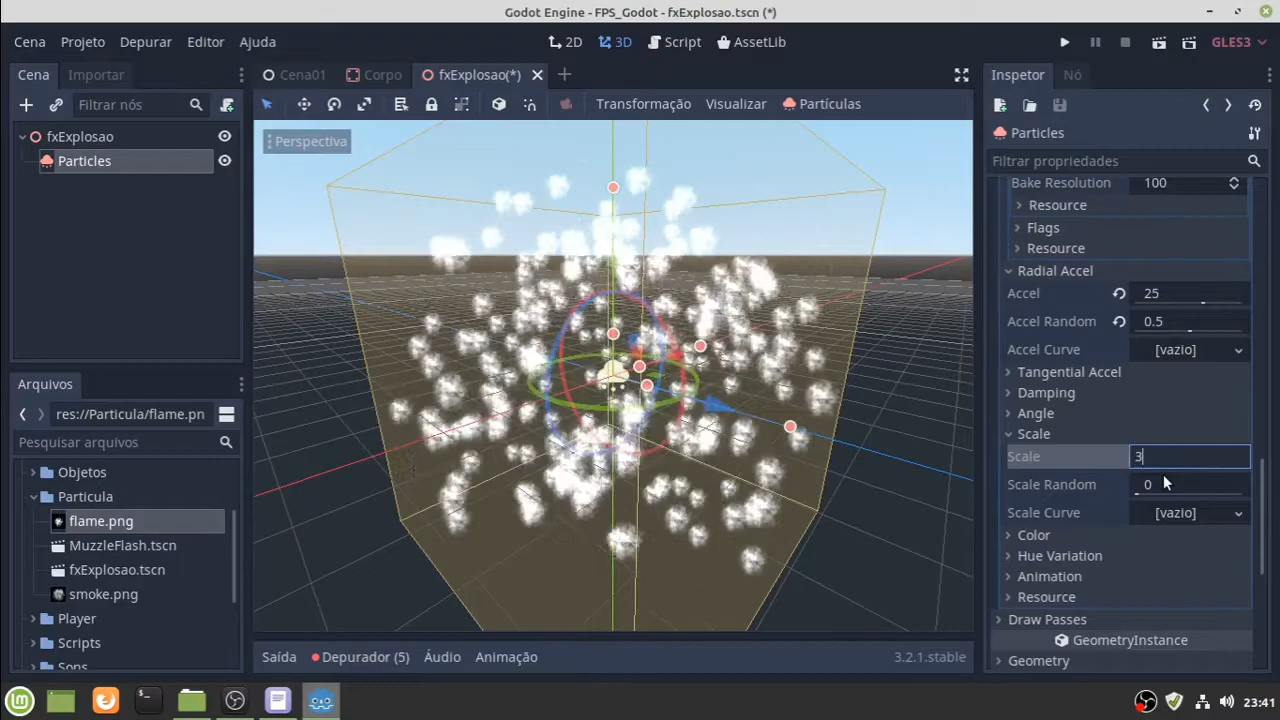 Godot Engine - FPS_Godot - fxExplosao.tscn (*)
Cena Projeto Depurar Editor Ajuda
2D 3D Script AssetLib
GLES3
Cena Importar
Filtrar nós
fxExplosao
Particles
Arquivos
res://Particula/flame.pn
Pesquisar arquivos
Objetos
Particula
flame.png
MuzzleFlash.tscn
fxExplosao.tscn
smoke.png
Player
Scripts
Sons
Cena01 Corpo fxExplosao(*)
Transformação Visualizar Partículas
Perspectiva
Saída Depurador (5) Áudio Animação 3.2.1.stable
Inspetor Nó
Particles
Filtrar propriedades
Bake Resolution 100
Resource
Flags
Resource
Radial Accel
Accel 25
Accel Random 0.5
Accel Curve [vazio]
Tangential Accel
Damping
Angle
Scale
Scale 3
Scale Random 0
Scale Curve [vazio]
Color
Hue Variation
Animation
Resource
Draw Passes
GeometryInstance
Geometry
23:41